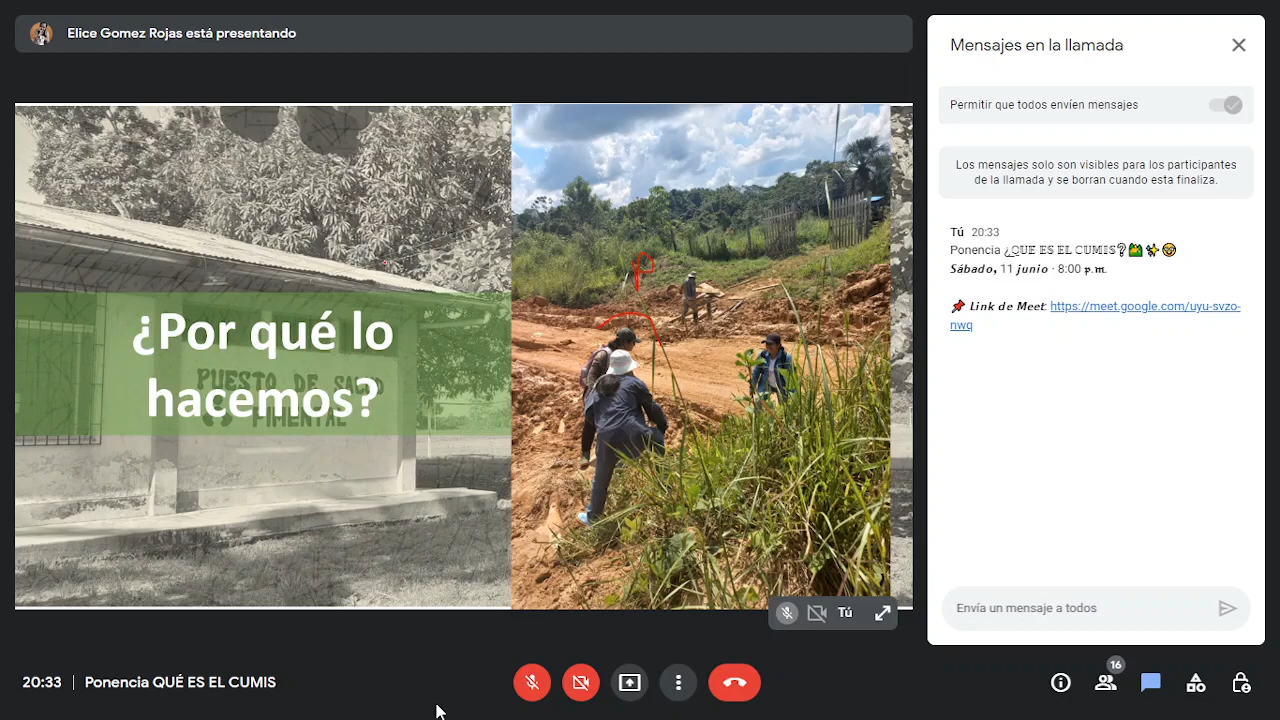 Elice Gomez Rojas está presentando
¿Por qué lo
hacemos?
PUESTO DE SALUD
PIMENTAL
Mensajes en la llamada
Permitir que todos envíen mensajes
Los mensajes solo son visibles para los participantes
de la llamada y se borran cuando esta finaliza.
Tú 20:33
Ponencia ¿ℚ𝕌𝔼 𝔼𝕊 𝔼𝕃 ℂ𝕌𝕄𝕀𝕊❔🏕✨🤓
𝑺á𝒃𝒂𝒅𝒐, 11 𝒋𝒖𝒏𝒊𝒐 · 8:00 𝐩.𝐦.
📌 𝑳𝒊𝒏𝒌 𝒅𝒆 𝑴𝒆𝒆𝒕: https://meet.google.com/uyu-svzo-
nwq
Tú
Envía un mensaje a todos
20:33 | Ponencia QUÉ ES EL CUMIS
16